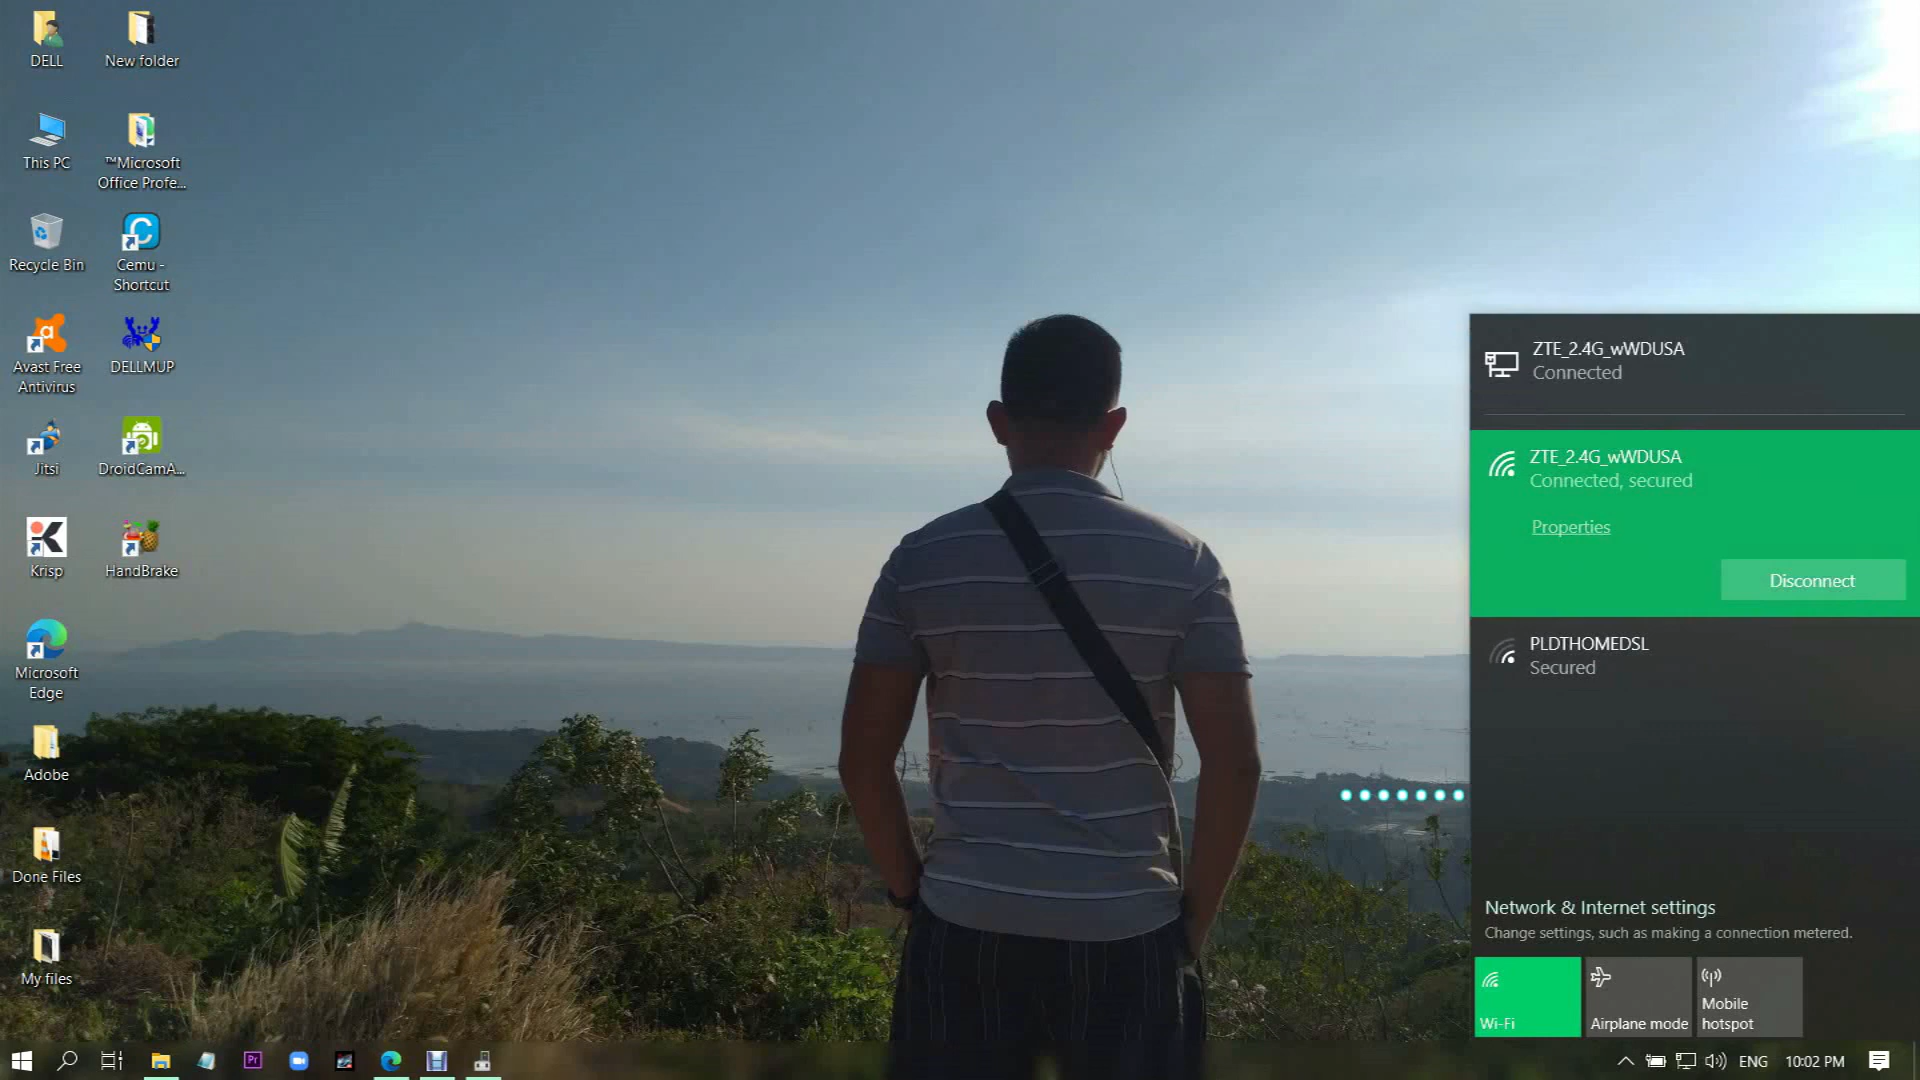 DELL
New folder
This PC
™Microsoft
Office Profe...
Recycle Bin
Cemu -
Shortcut
Avast Free
Antivirus
DELLMUP
Jitsi
DroidCamA...
Krisp
HandBrake
Microsoft
Edge
Adobe
Done Files
My files
ZTE_2.4G_wWDUSA
Connected
ZTE_2.4G_wWDUSA
Connected, secured
Properties
Disconnect
PLDTHOMEDSL
Secured
Network & Internet settings
Change settings, such as making a connection metered.
Wi-Fi
Airplane mode
Mobile
hotspot
Pr
ENG
10:02 PM